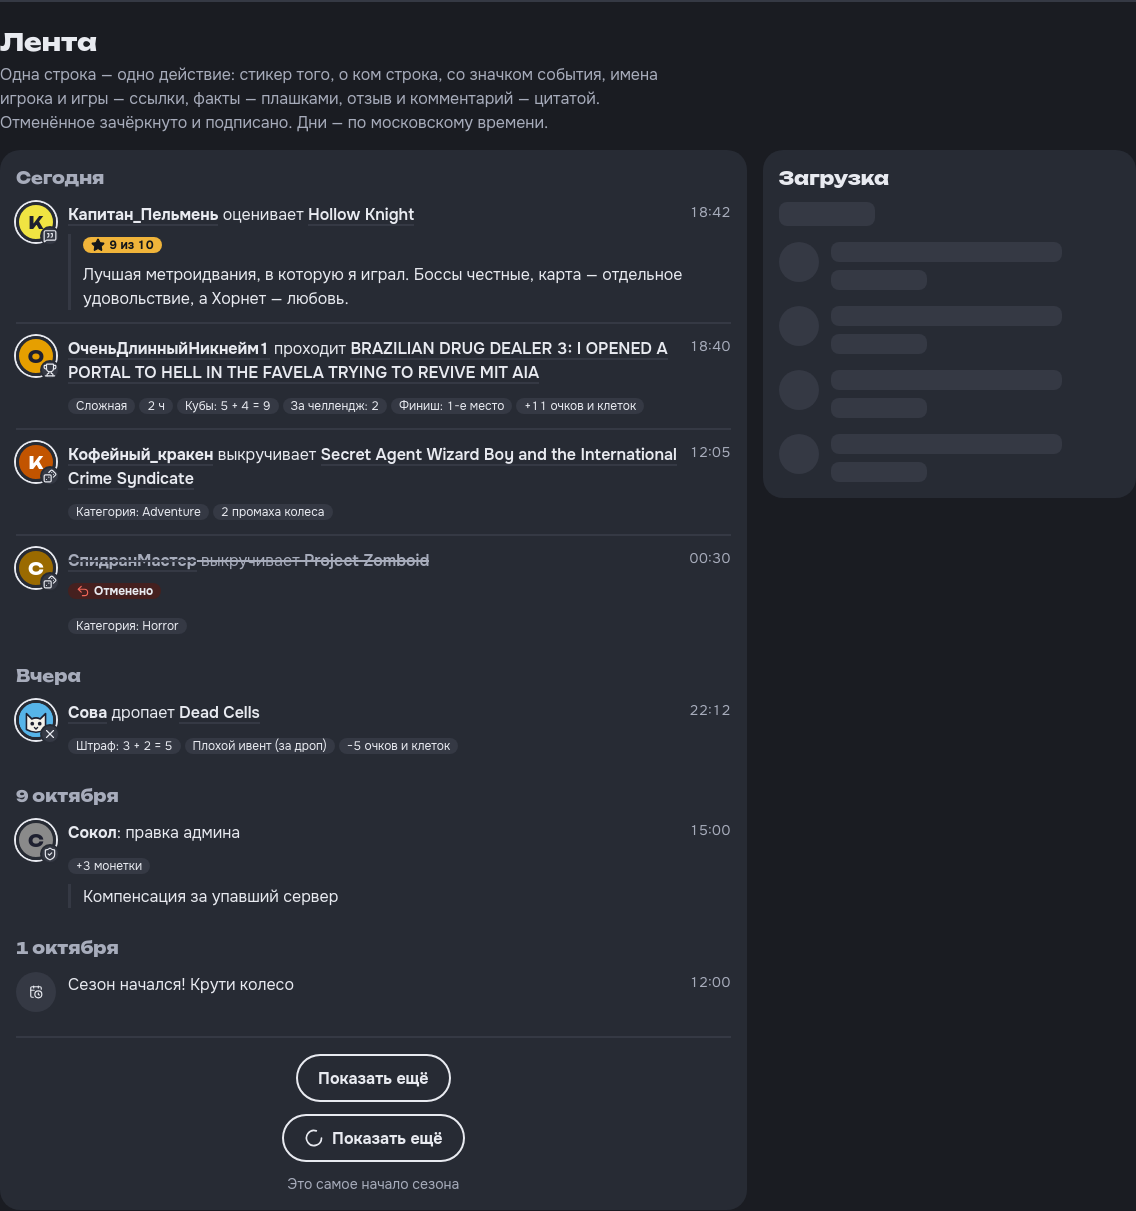 Лента
Одна строка — одно действие: стикер того, о ком строка, со значком события, имена
игрока и игры — ссылки, факты — плашками, отзыв и комментарий — цитатой.
Отменённое зачёркнуто и подписано. Дни — по московскому времени.
Сегодня
К
Капитан_Пельмень оценивает Hollow Knight
18:42
9 из 10
Лучшая метроидвания, в которую я играл. Боссы честные, карта — отдельное
удовольствие, а Хорнет — любовь.
О
ОченьДлинныйНикнейм1 проходит BRAZILIAN DRUG DEALER 3: I OPENED A
18:40
PORTAL TO HELL IN THE FAVELA TRYING TO REVIVE MIT AIA
Сложная 2 ч Кубы: 5 + 4 = 9 За челлендж: 2 Финиш: 1-е место +11 очков и клеток
К
Кофейный_кракен выкручивает Secret Agent Wizard Boy and the International
12:05
Crime Syndicate
Категория: Adventure 2 промаха колеса
С
СпидранМастер выкручивает Project Zomboid
00:30
Отменено
Категория: Horror
Вчера
Сова дропает Dead Cells
22:12
Штраф: 3 + 2 = 5 Плохой ивент (за дроп) −5 очков и клеток
9 октября
С
Сокол: правка админа
15:00
+3 монетки
Компенсация за упавший сервер
1 октября
Сезон начался! Крути колесо
12:00
Показать ещё
Показать ещё
Это самое начало сезона
Загрузка